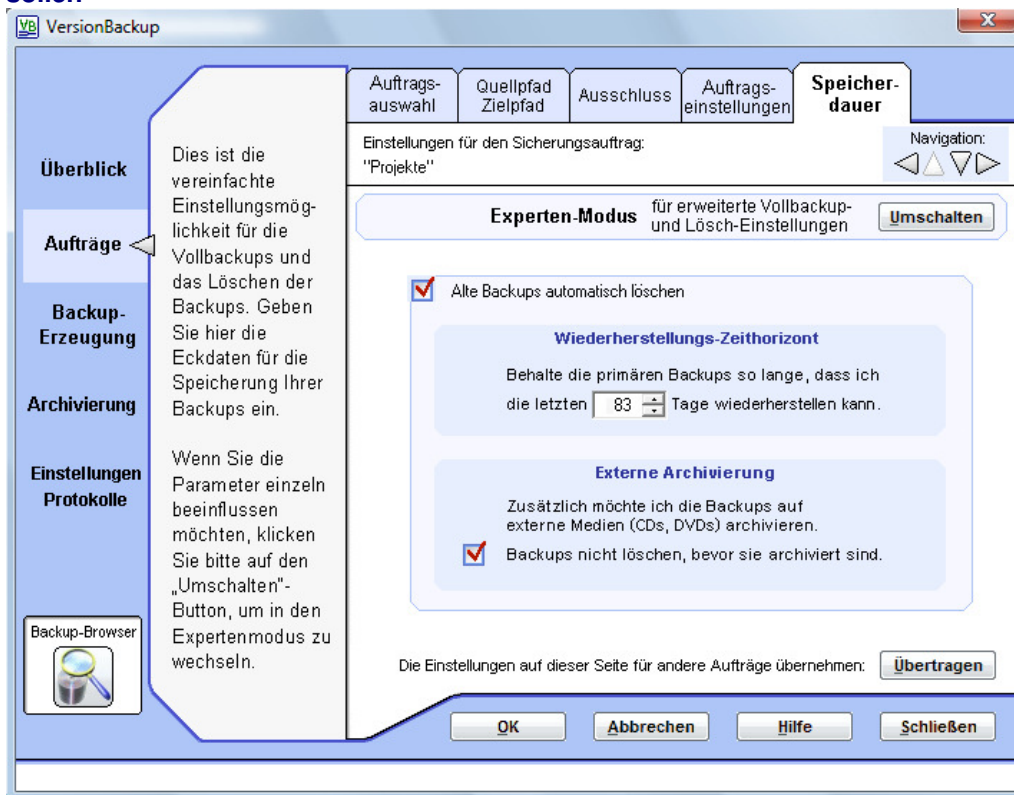 VB VersionBackup
Auftrags-
auswahl
Quellpfad
Zielpfad
Ausschluss
Auftrags-
einstellungen
Speicher-
dauer
Einstellungen für den Sicherungsauftrag:
"Projekte"
Navigation:
Überblick
Aufträge
Backup-
Erzeugung
Archivierung
Einstellungen
Protokolle
Backup-Browser
Dies ist die
vereinfachte
Einstellungsmög-
lichkeit für die
Vollbackups und
das Löschen der
Backups. Geben
Sie hier die
Eckdaten für die
Speicherung Ihrer
Backups ein.
Wenn Sie die
Parameter einzeln
beeinflussen
möchten, klicken
Sie bitte auf den
„Umschalten"-
Button, um in den
Expertenmodus zu
wechseln.
Experten-Modus
für erweiterte Vollbackup-
und Lösch-Einstellungen
Umschalten
Alte Backups automatisch löschen
Wiederherstellungs-Zeithorizont
Behalte die primären Backups so lange, dass ich
die letzten 83 Tage wiederherstellen kann.
Externe Archivierung
Zusätzlich möchte ich die Backups auf
externe Medien (CDs, DVDs) archivieren.
Backups nicht löschen, bevor sie archiviert sind.
Die Einstellungen auf dieser Seite für andere Aufträge übernehmen: Übertragen
OK
Abbrechen
Hilfe
Schließen